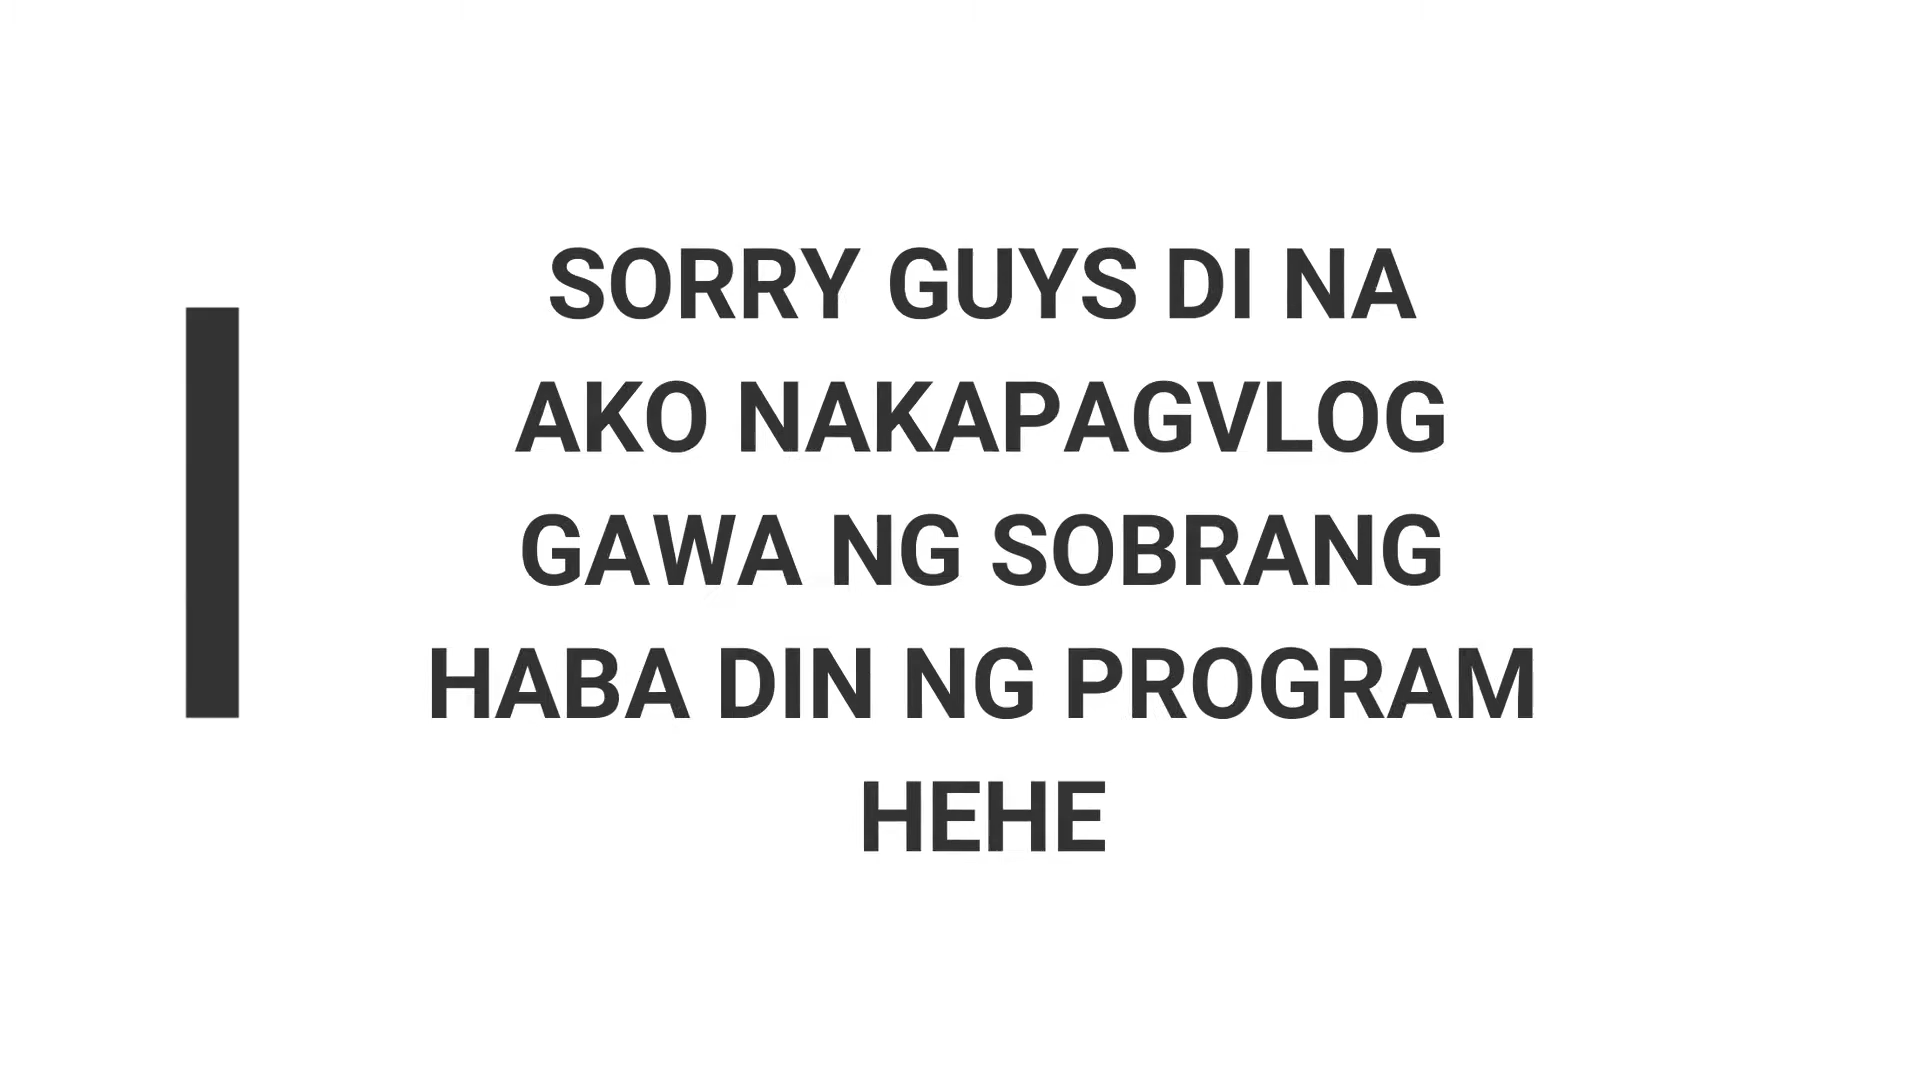 SORRY GUYS DI NA
AKO NAKAPAGVLOG
GAWA NG SOBRANG
HABA DIN NG PROGRAM
HEHE